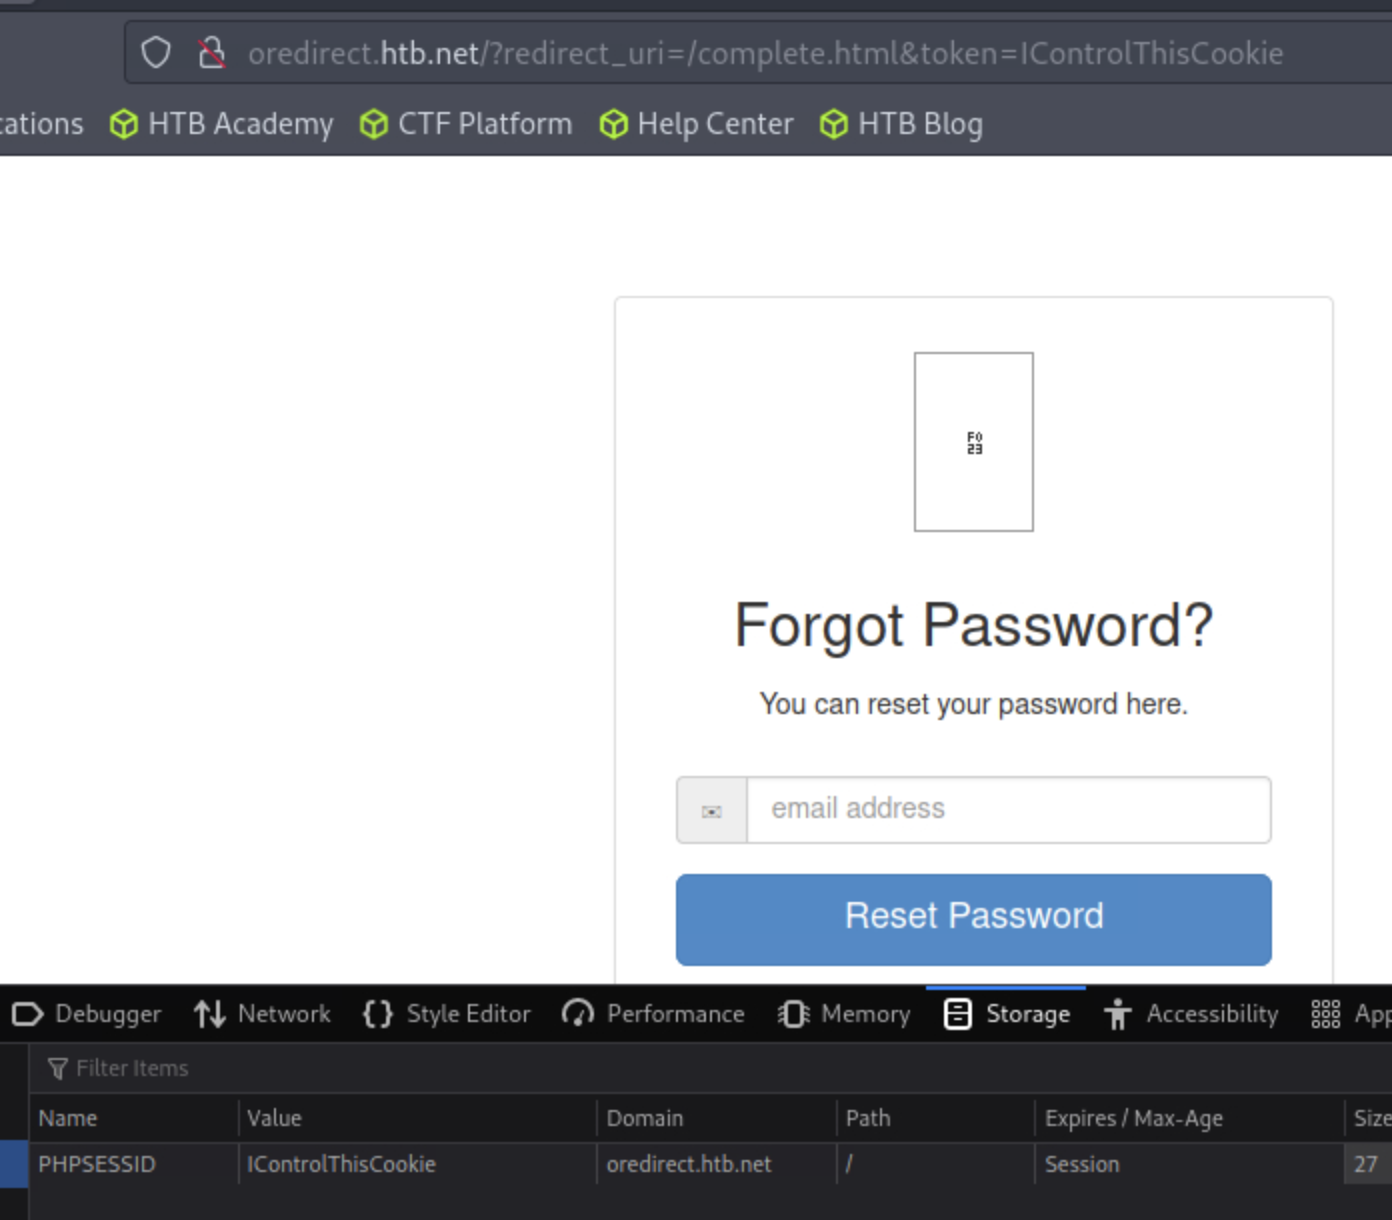 oredirect.htb.net/?redirect_uri=/complete.html&token=IControlThisCookie
cations HTB Academy CTF Platform Help Center HTB Blog
F0
23
Forgot Password?
You can reset your password here.
email address
Reset Password
Debugger Network Style Editor Performance Memory Storage Accessibility App
Filter Items
Name Value Domain Path Expires / Max-Age Size
PHPSESSID IControlThisCookie oredirect.htb.net / Session 27